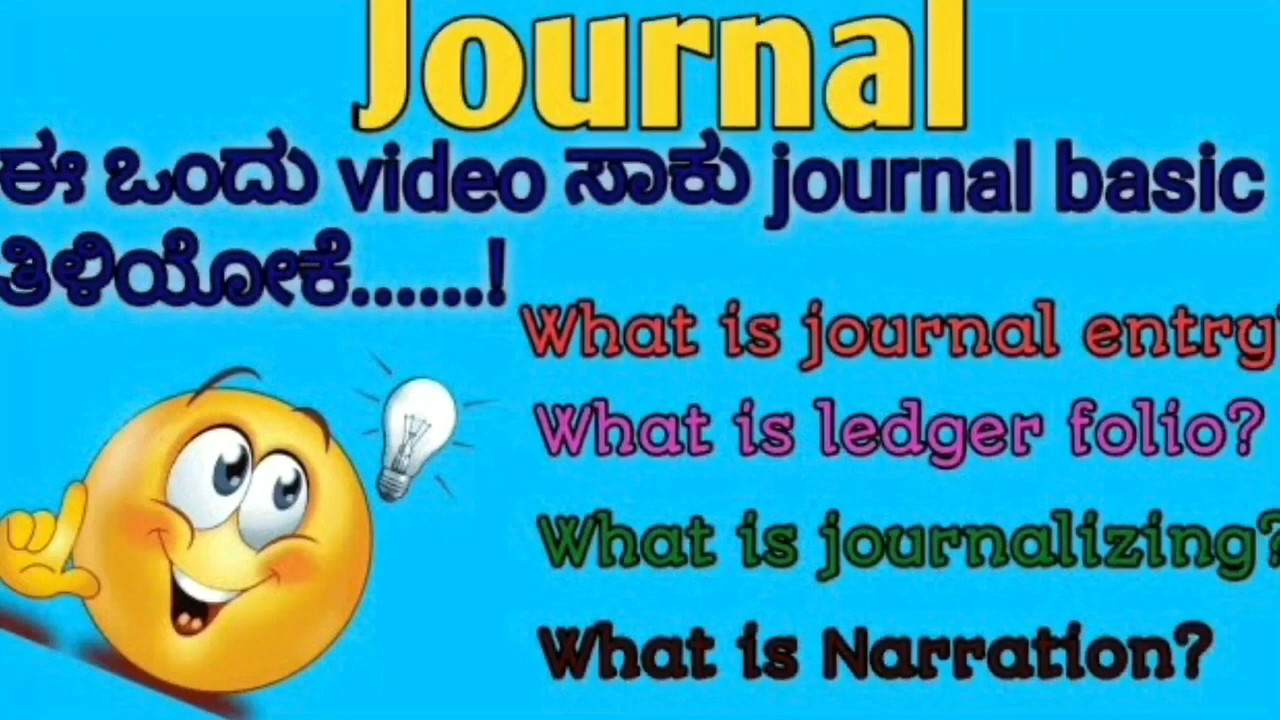 Journal
ಈ ಒಂದು video ಸಾಕು journal basic
ತಿಳಿಯೋಕೆ......!
What is journal entry?
What is ledger folio?
What is journalizing?
What is Narration?